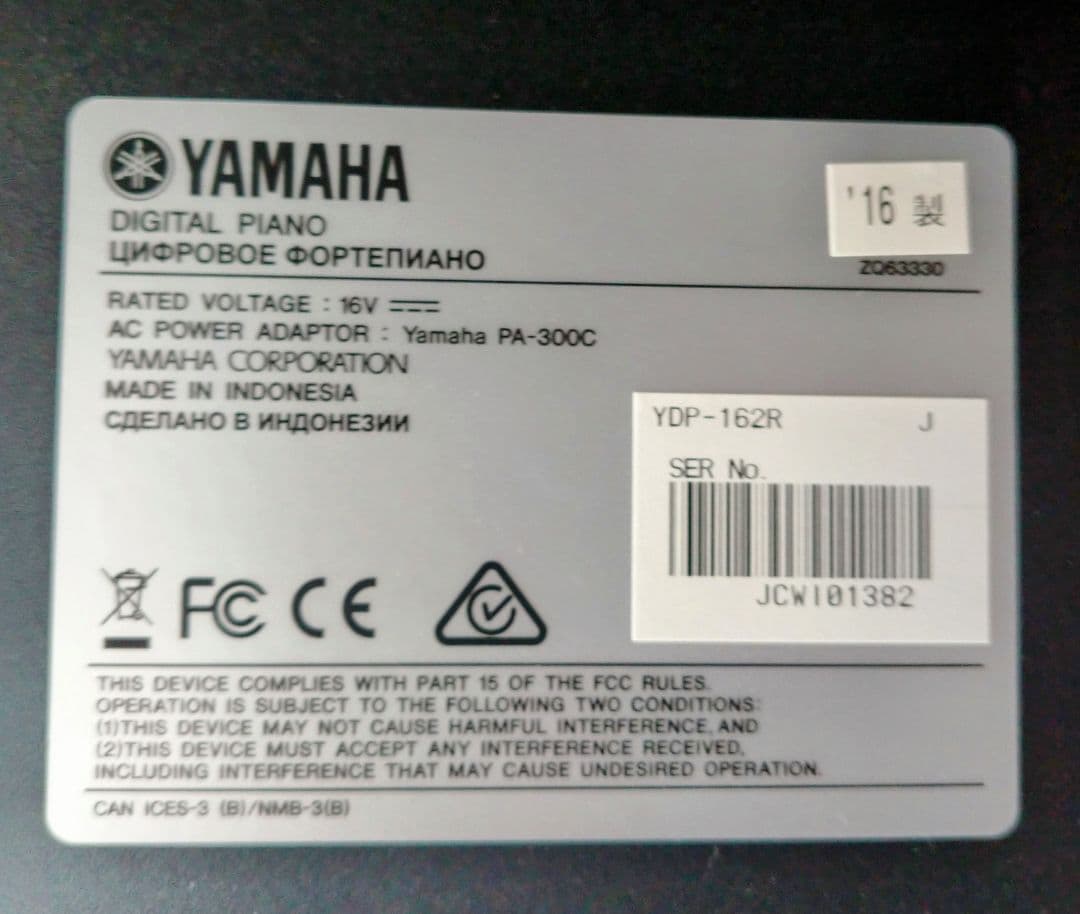 YAMAHA
DIGITAL PIANO
ЦИФРОВОЕ ФОРТЕПИАНО
'16 製
ZQ63330
RATED VOLTAGE : 16V
AC POWER ADAPTOR : Yamaha PA-300C
YAMAHA CORPORATION
MADE IN INDONESIA
СДЕЛАНО В ИНДОНЕЗИИ
YDP-162R J
SER No.
JCWI01382
FC CE
THIS DEVICE COMPLIES WITH PART 15 OF THE FCC RULES.
OPERATION IS SUBJECT TO THE FOLLOWING TWO CONDITIONS:
(1)THIS DEVICE MAY NOT CAUSE HARMFUL INTERFERENCE, AND
(2)THIS DEVICE MUST ACCEPT ANY INTERFERENCE RECEIVED,
INCLUDING INTERFERENCE THAT MAY CAUSE UNDESIRED OPERATION.
CAN ICES-3 (B)/NMB-3(B)